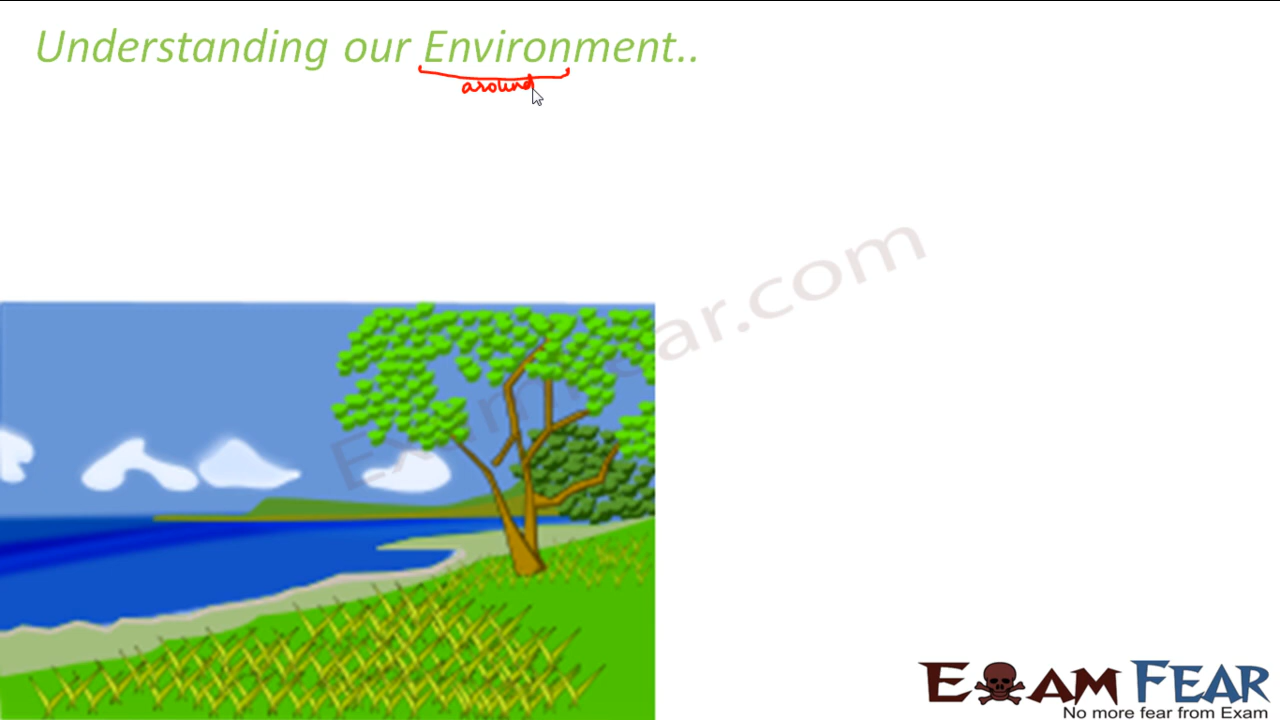 Understanding our Environment..
around
ExamFear.com
EXAM FEAR
No more fear from Exam